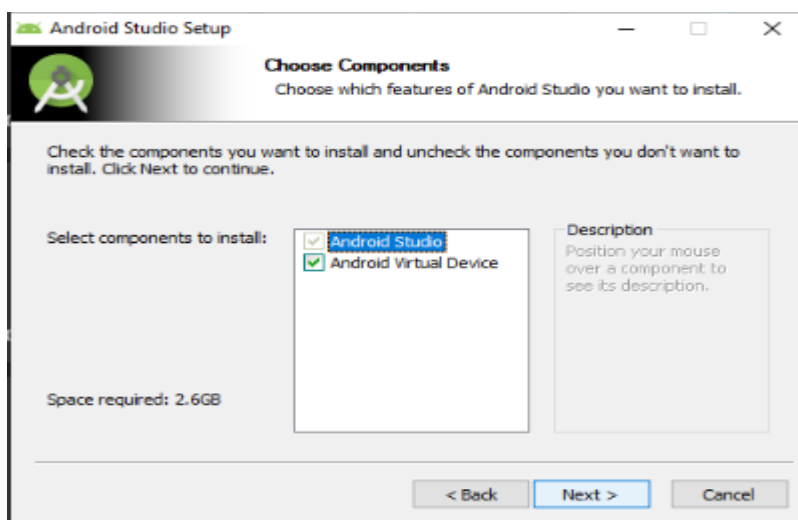 Android Studio Setup
Choose Components
Choose which features of Android Studio you want to install.
Check the components you want to install and uncheck the components you don't want to
install. Click Next to continue.
Select components to install:
Android Studio
Android Virtual Device
Description
Position your mouse
over a component to
see its description.
Space required: 2.6GB
< Back
Next >
Cancel